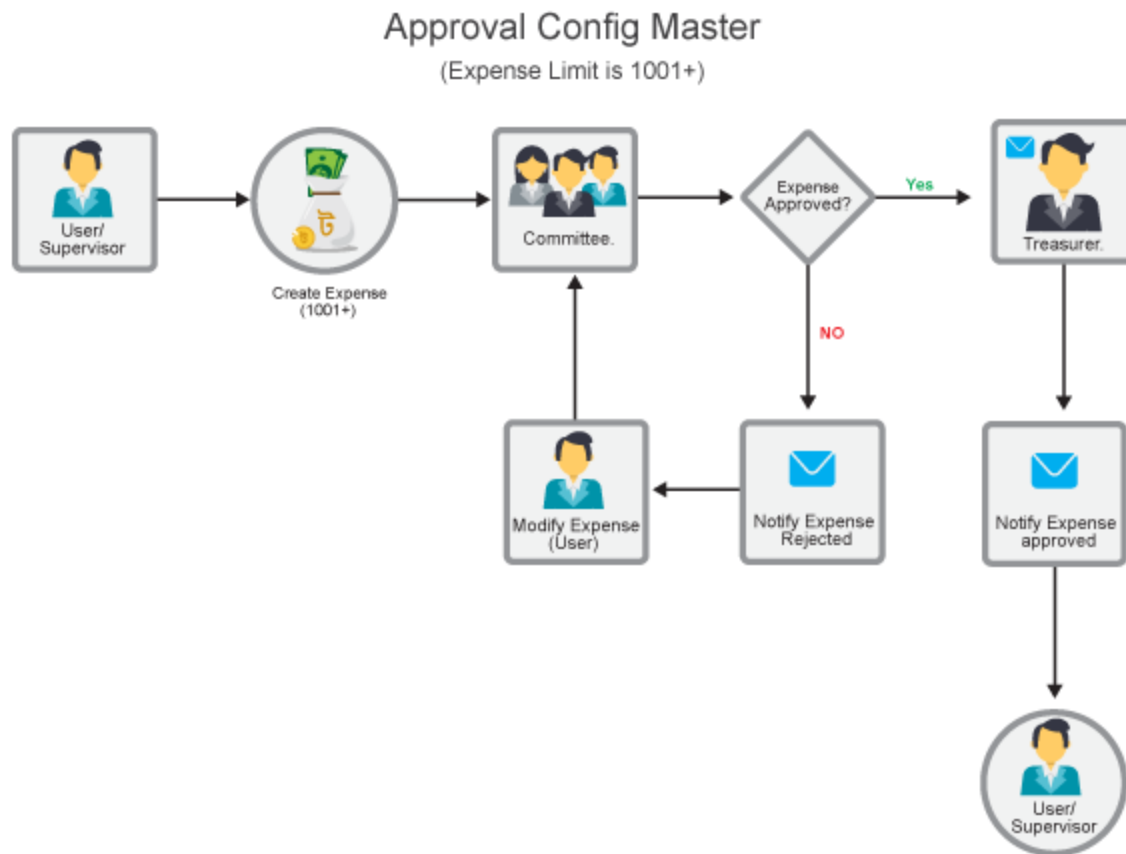 Approval Config Master
(Expense Limit is 1001+)
User/
Supervisor
৳
Create Expense
(1001+)
Committee.
Expense
Approved?
Yes
Treasurer.
NO
Modify Expense
(User)
Notify Expense
Rejected
Notify Expense
approved
User/
Supervisor